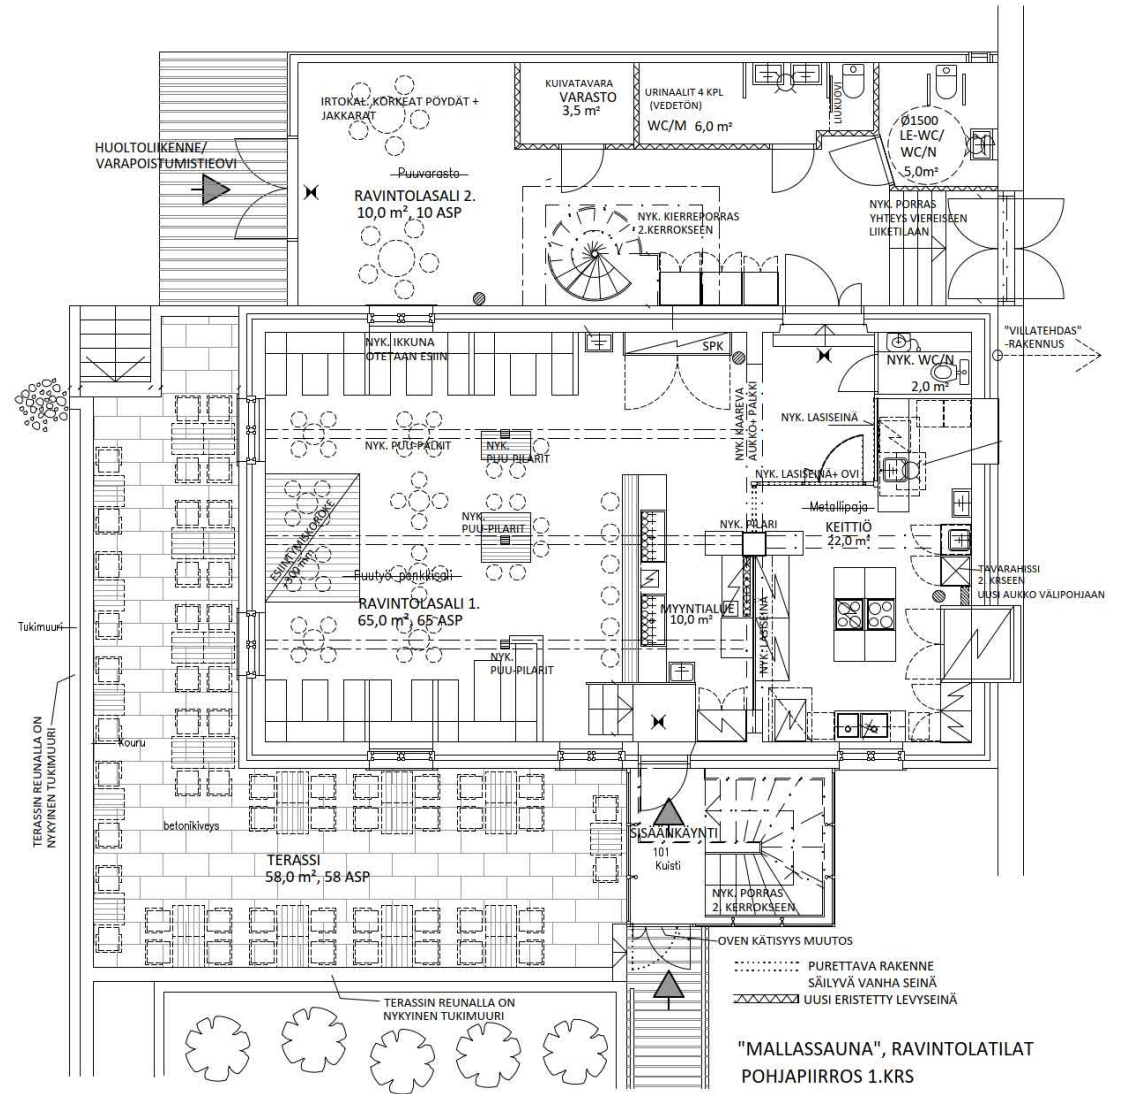 IRTOKAL. KORKEAT PÖYDÄT +
JAKKARAT
KUIVATAVARA
VARASTO
3,5 m²
URINAALIT 4 KPL
(VEDETÖN)
WC/M 6,0 m²
LIUKUOVI
Ø1500
LE-WC/
WC/N
5,0m²
HUOLTOLIIKENNE/
VARAPOISTUMISTIEOVI
Puuvarasto
RAVINTOLASALI 2.
10,0 m², 10 ASP
NYK. KIERREPORRAS
2.KERROKSEEN
NYK. PORRAS
YHTEYS VIEREISEEN
LIIKETILAAN
"VILLATEHDAS"
-RAKENNUS
NYK. IKKUNA
OTETAAN ESIIN
SPK
NYK. WC/N
2,0 m²
NYK. KAAREVA
AUKKO+ PALKKI
NYK. LASISEINÄ
NYK. PUU-PALKIT
NYK.
PUU-PILARIT
NYK. LASISEINÄ+ OVI
ESIINTYMISKOROKE
+300 mm
NYK.
PUU-PILARIT
NYK. PILARI
Metallipaja
KEITTIÖ
22,0 m²
Puutyö pankkisali
RAVINTOLASALI 1.
65,0 m², 65 ASP
MYYNTIALUE
10,0 m²
NYK. LASISEINÄ
TAVARAHISSI
2. KRSEEN
UUSI AUKKO VÄLIPOHJAAN
Tukimuuri
NYK.
PUU-PILARIT
TERASSIN REUNALLA ON
NYKYINEN TUKIMUURI
Kouru
betonikiveys
TERASSI
58,0 m², 58 ASP
SISÄÄNKÄYNTI
101
Kuisti
NYK. PORRAS
2. KERROKSEEN
OVEN KÄTISYYS MUUTOS
PURETTAVA RAKENNE
SÄILYVÄ VANHA SEINÄ
UUSI ERISTETTY LEVYSEINÄ
TERASSIN REUNALLA ON
NYKYINEN TUKIMUURI
"MALLASSAUNA", RAVINTOLATILAT
POHJAPIIRROS 1.KRS